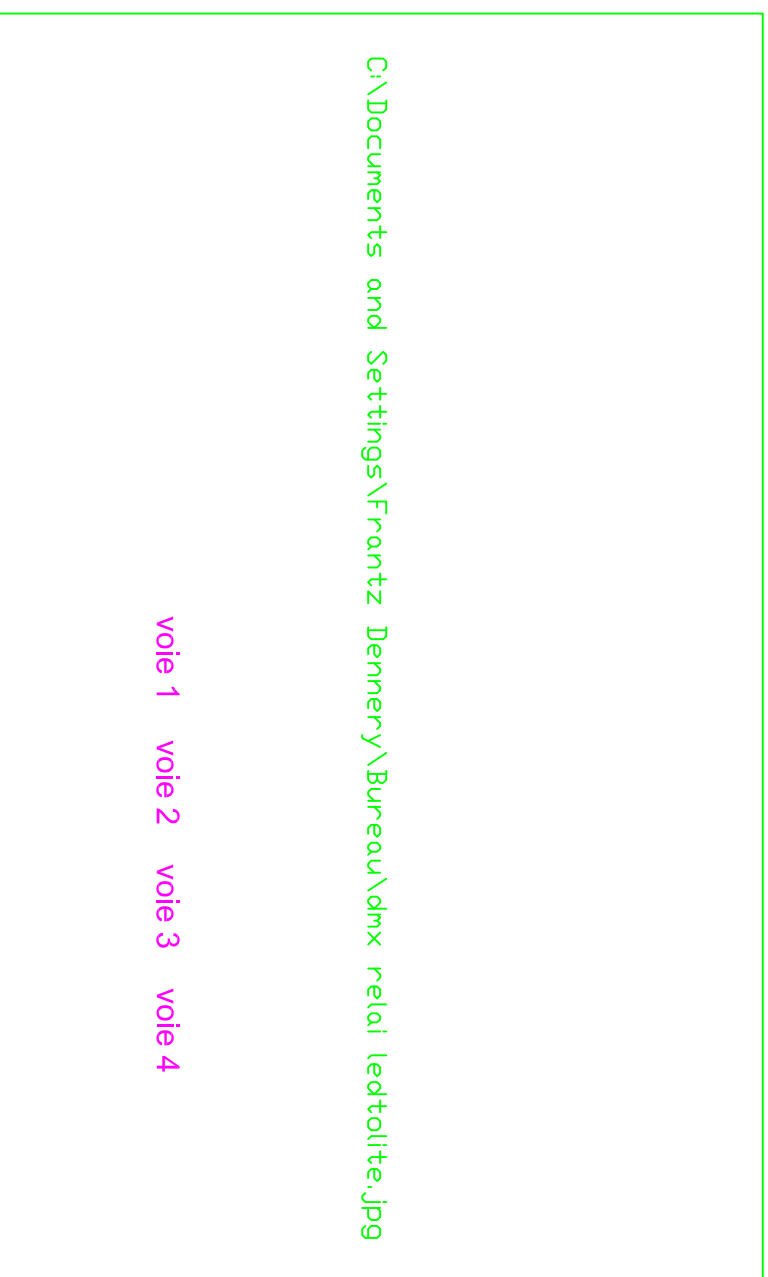 C:\Documents and Settings\Frantz Dennery\Bureau\dmx relai ledtolite.jpg
voie 1 voie 2 voie 3 voie 4